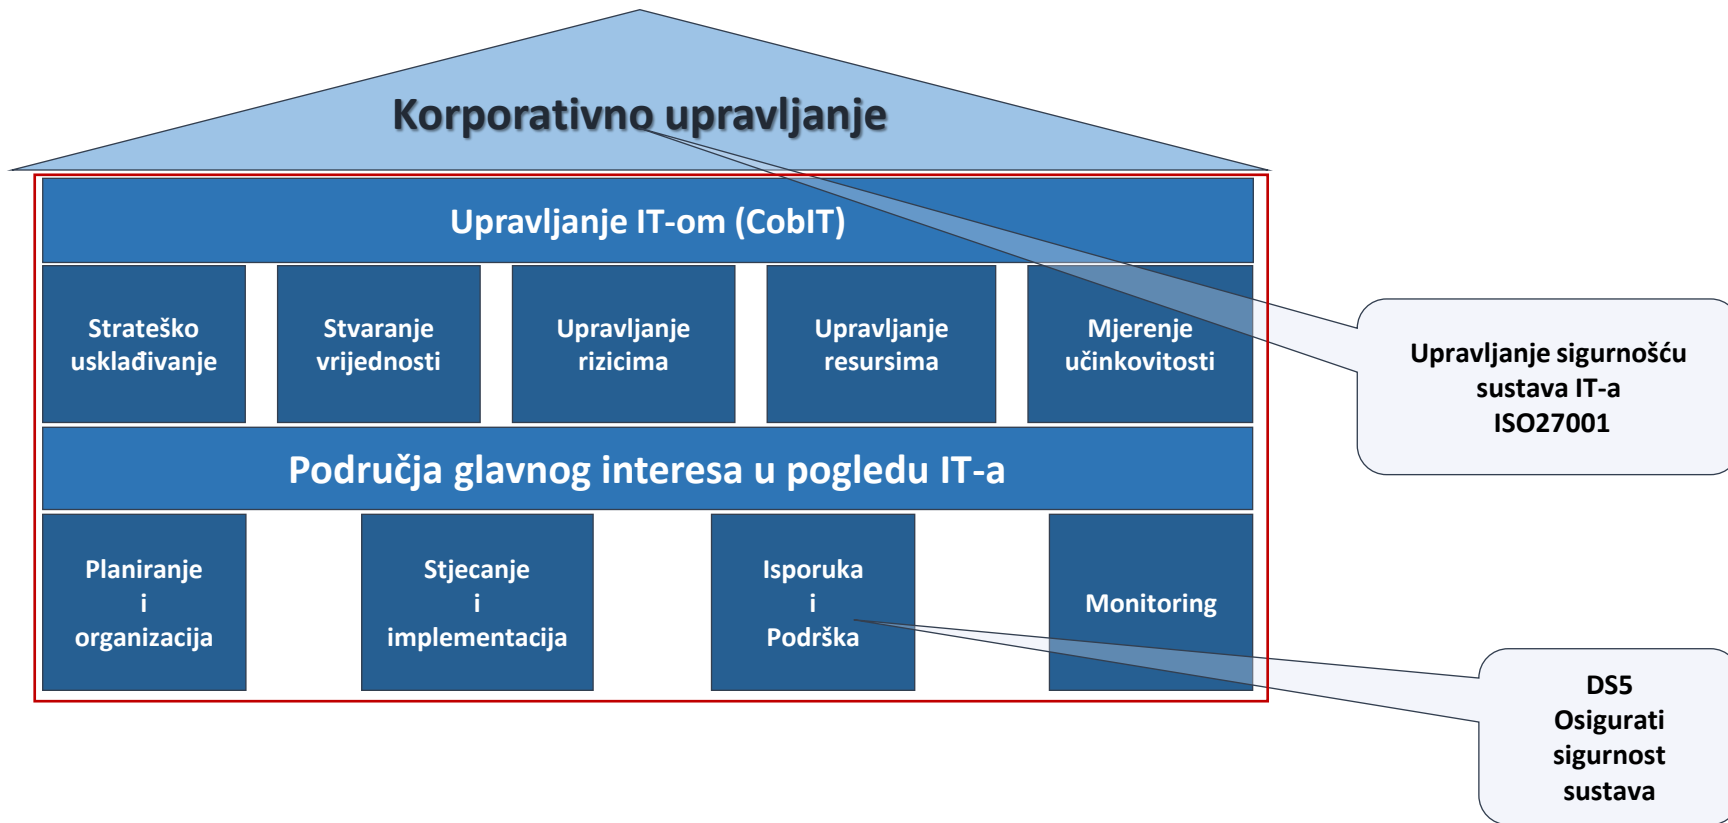 Korporativno upravljanje
Upravljanje IT-om (CobIT)
Strateško
usklađivanje
Stvaranje
vrijednosti
Upravljanje
rizicima
Upravljanje
resursima
Mjerenje
učinkovitosti
Upravljanje sigurnošću
sustava IT-a
ISO27001
Područja glavnog interesa u pogledu IT-a
Planiranje
i
organizacija
Stjecanje
i
implementacija
Isporuka
i
Podrška
Monitoring
DS5
Osigurati
sigurnost
sustava